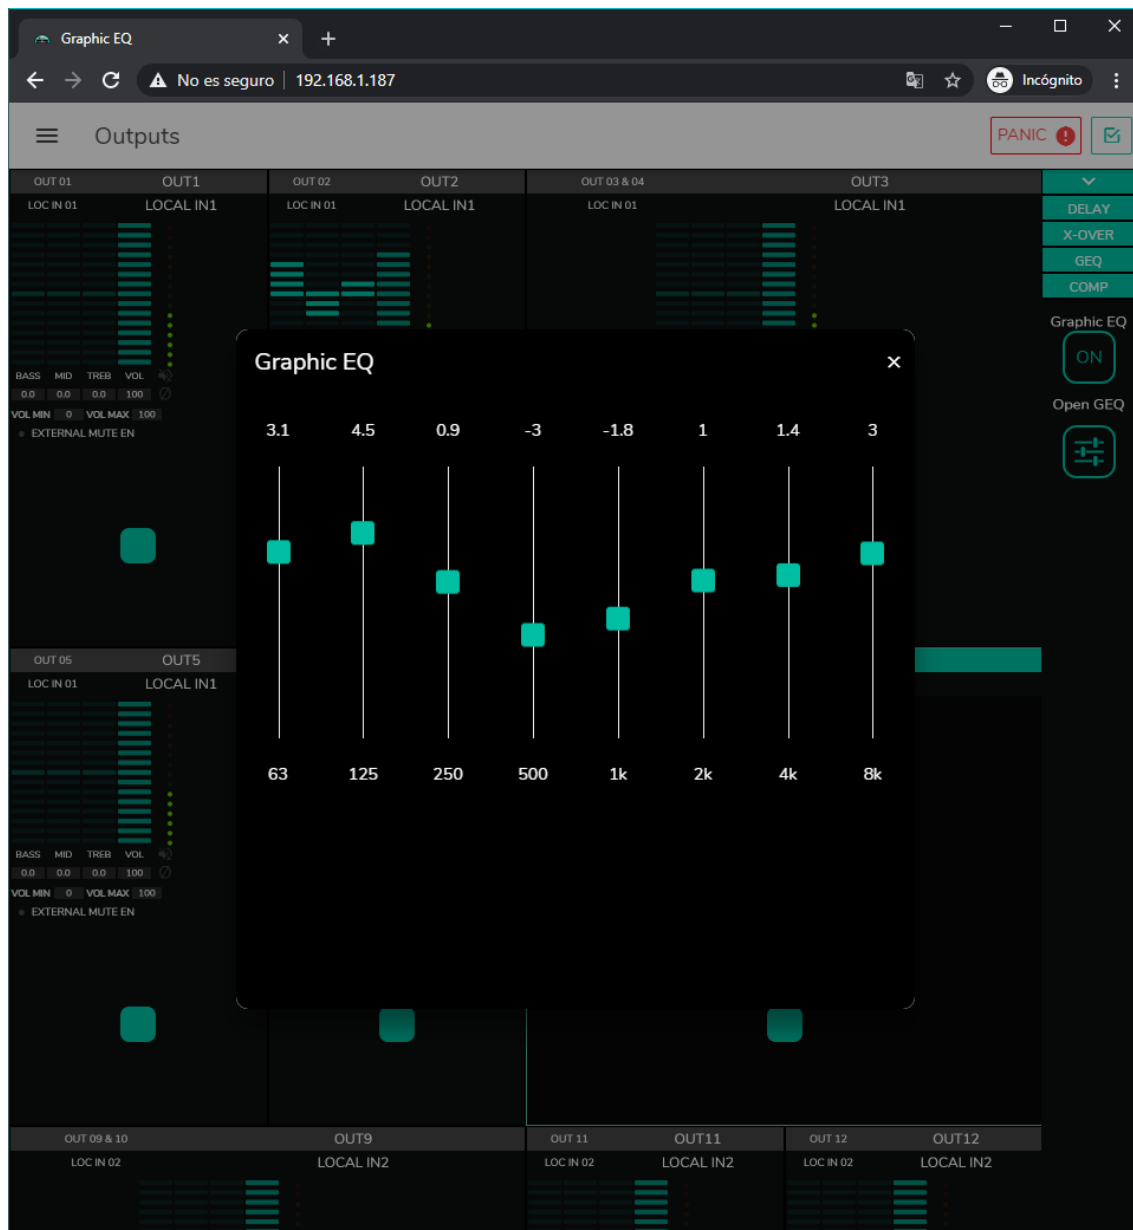 Graphic EQ
No es seguro 192.168.1.187 Incógnito
Outputs PANIC
OUT 01 OUT1 OUT 02 OUT2 OUT 03 & 04 OUT3
LOC IN 01 LOCAL IN1 LOC IN 01 LOCAL IN1 LOC IN 01 LOCAL IN1
DELAY
X-OVER
GEQ
COMP
Graphic EQ
ON
Open GEQ
BASS MID TREB VOL
0.0 0.0 0.0 100
VOL MIN 0 VOL MAX 100
EXTERNAL MUTE EN
Graphic EQ
3.1 4.5 0.9 -3 -1.8 1 1.4 3
63 125 250 500 1k 2k 4k 8k
OUT 05 OUT5
LOC IN 01 LOCAL IN1
BASS MID TREB VOL
0.0 0.0 0.0 100
VOL MIN 0 VOL MAX 100
EXTERNAL MUTE EN
OUT 09 & 10 OUT9 OUT 11 OUT11 OUT 12 OUT12
LOC IN 02 LOCAL IN2 LOC IN 02 LOCAL IN2 LOC IN 02 LOCAL IN2